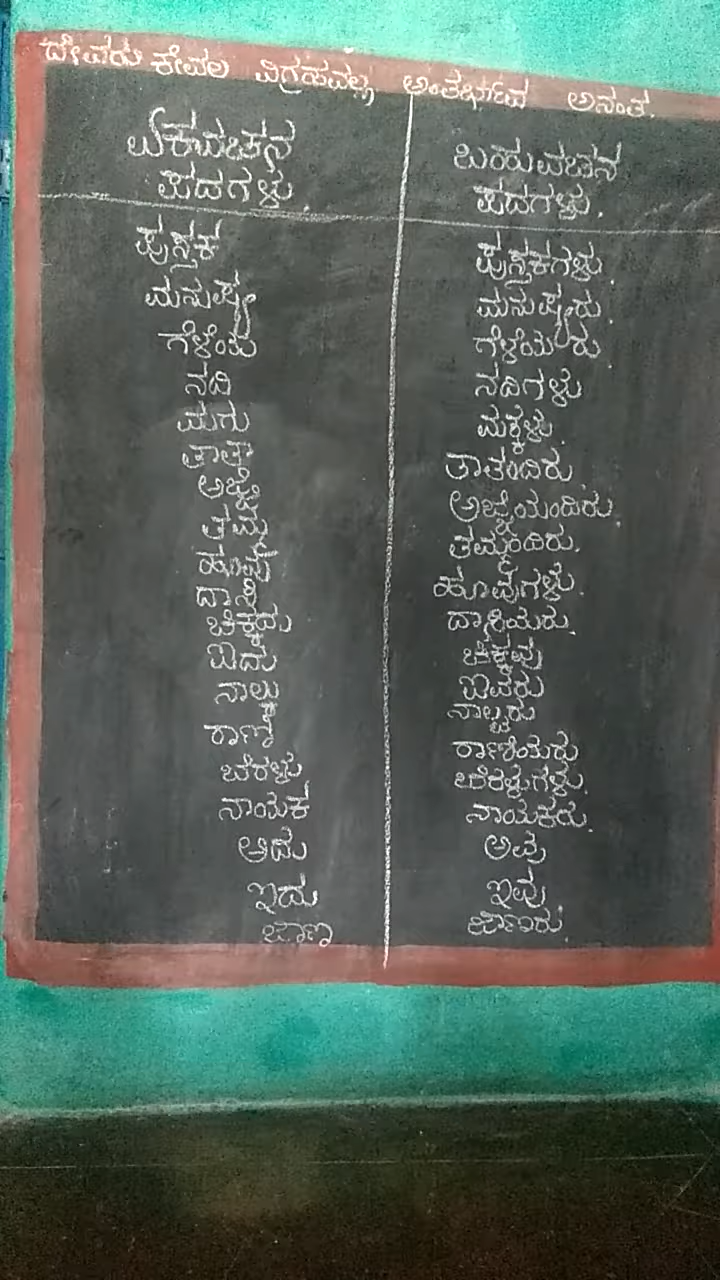 ದೇವರು ಕೇವಲ ವಿಗ್ರಹವಲ್ಲ ಅಂತರ್ಭಾವ ಅನಂತ.
ಏಕವಚನ ಬಹುವಚನ
ಪದಗಳು. ಪದಗಳು.
ಪುಸ್ತಕ ಪುಸ್ತಕಗಳು.
ಮನುಷ್ಯ ಮನುಷ್ಯರು.
ಗೆಳೆಯ ಗೆಳೆಯರು
ನದಿ ನದಿಗಳು
ಮಗು ಮಕ್ಕಳು.
ತಾತಾ ತಾತಂದಿರು.
ಅಜ್ಜಿ ಅಜ್ಜಿಯಂದಿರು.
ತಮ್ಮ ತಮ್ಮಂದಿರು.
ಹೂವು ಹೂವುಗಳು.
ದಾಸಿ ದಾಸಿಯರು.
ಚಿಕ್ಕದು ಚಿಕ್ಕವು
ಐದು ಐವರು
ನಾಲ್ಕು ನಾಲ್ವರು
ರಾಣಿ ರಾಣಿಯರು
ಬೆರಳು ಬೆರಳುಗಳು.
ನಾಯಕ ನಾಯಕರು.
ಅದು ಅವು
ಇದು ಇವು
ಜಾಣ ಜಾಣರು.